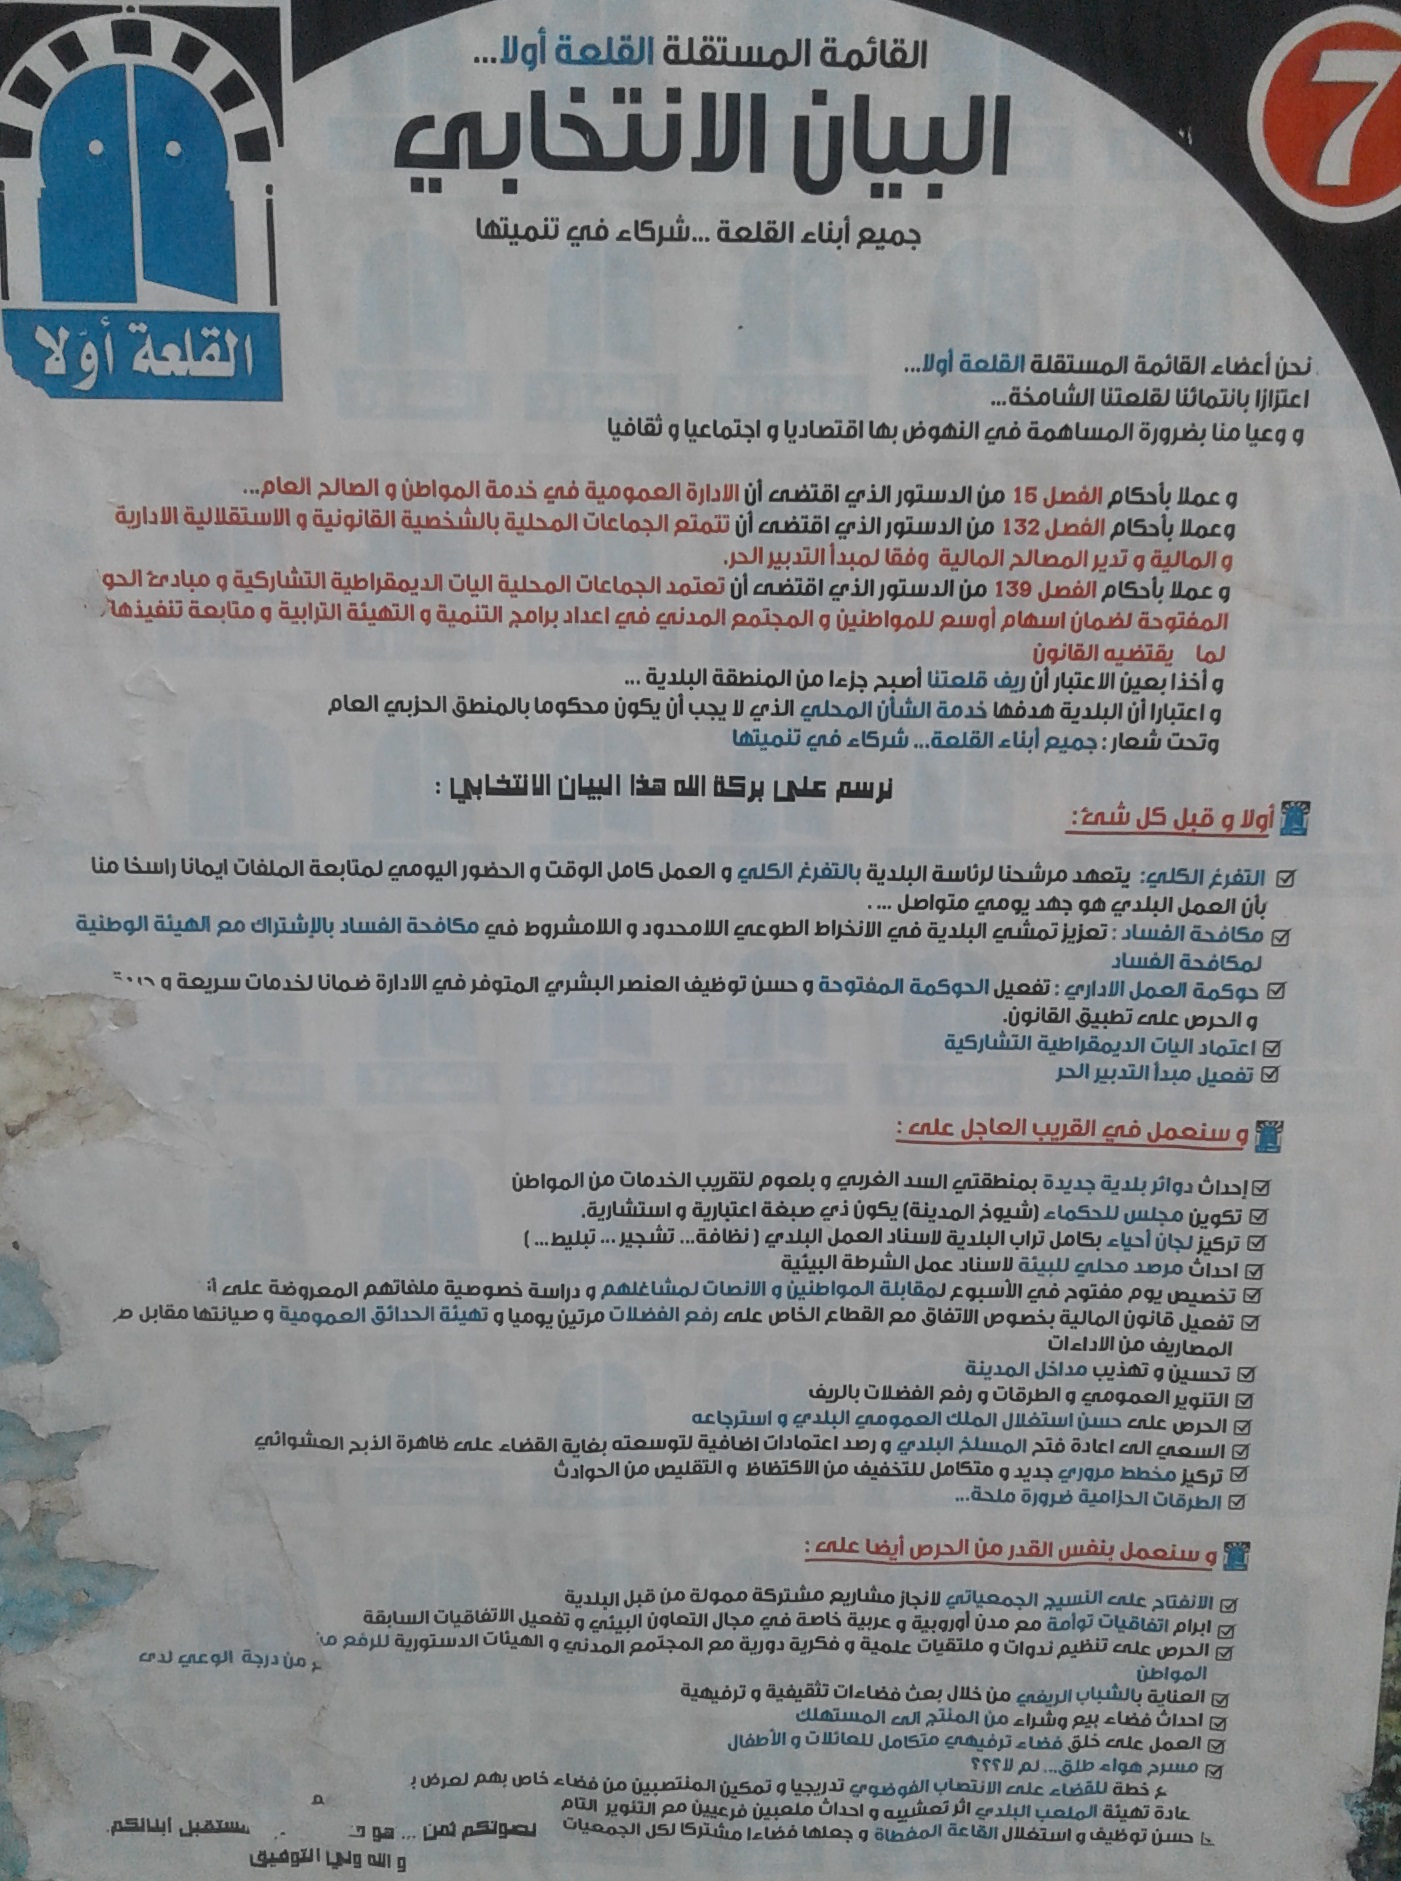 7
القائمة المستقلة القلعة أولا...
البيان الانتخابي
جميع أبناء القلعة ...شركاء في تنميتها
القلعة أوّلا
نحن أعضاء القائمة المستقلة القلعة أولا...
اعتزازا بانتمائنا لقلعتنا الشامخة...
و وعيا منا بضرورة المساهمة في النهوض بها اقتصاديا و اجتماعيا و ثقافيا
و عملا بأحكام الفصل 15 من الدستور الذي اقتضى أن الادارة العمومية في خدمة المواطن و الصالح العام...
وعملا بأحكام الفصل 132 من الدستور الذي اقتضى أن تتمتع الجماعات المحلية بالشخصية القانونية و الاستقلالية الادارية
و المالية و تدير المصالح المالية وفقا لمبدأ التدبير الحر.
و عملا بأحكام الفصل 139 من الدستور الذي اقتضى أن تعتمد الجماعات المحلية اليات الديمقراطية التشاركية و مبادئ
المفتوحة لضمان اسهام أوسع للمواطنين و المجتمع المدني في اعداد برامج التنمية و التهيئة الترابية و متابعة تنفيذها
لما يقتضيه القانون
و أخذا بعين الاعتبار أن ريف قلعتنا أصبح جزءا من المنطقة البلدية ...
و اعتبارا أن البلدية هدفها خدمة الشأن المحلي الذي لا يجب أن يكون محكوما بالمنطق الحزبي العام
وتحت شعار : جميع أبناء القلعة... شركاء في تنميتها
نرسم على بركة الله هذا البيان الانتخابي :
أولا و قبل كل شئ:
التفرغ الكلي: يتعهد مرشحنا لرئاسة البلدية بالتفرغ الكلي و العمل كامل الوقت و الحضور اليومي لمتابعة الملفات ايمانا راسخا منا
بأن العمل البلدي هو جهد يومي متواصل ... .
مكافحة الفساد : تعزيز تمشي البلدية في الانخراط الطوعي اللامحدود و اللامشروط في مكافحة الفساد بالإشتراك مع الهيئة الوطنية
لمكافحة الفساد
حوكمة العمل الاداري : تفعيل الحوكمة المفتوحة و حسن توظيف العنصر البشري المتوفر في الادارة ضمانا لخدمات سريعة و
و الحرص على تطبيق القانون.
اعتماد اليات الديمقراطية التشاركية
تفعيل مبدأ التدبير الحر
و سنعمل في القريب العاجل على :
إحداث دوائر بلدية جديدة بمنطقتي السد الغربي و بلعوم لتقريب الخدمات من المواطن
تكوين مجلس للحكماء (شيوخ المدينة) يكون ذي صبغة اعتبارية و استشارية.
تركيز لجان أحياء بكامل تراب البلدية لاسناد العمل البلدي ( نظافة... تشجير ... تبليط... )
احداث مرصد محلي للبيئة لاسناد عمل الشرطة البيئية
تخصيص يوم مفتوح في الأسبوع لمقابلة المواطنين و الانصات لمشاغلهم و دراسة خصوصية ملفاتهم المعروضة على
تفعيل قانون المالية بخصوص الاتفاق مع القطاع الخاص على رفع الفضلات مرتين يوميا و تهيئة الحدائق العمومية و صيانتها مقابل
المصاريف من الاداءات
تحسين و تهذيب مداخل المدينة
التنوير العمومي و الطرقات و رفع الفضلات بالريف
الحرص على حسن استغلال الملك العمومي البلدي و استرجاعه
السعي الى اعادة فتح المسلخ البلدي و رصد اعتمادات اضافية لتوسعته بغاية القضاء على ظاهرة الذبح العشوائي
تركيز مخطط مروري جديد و متكامل للتخفيف من الاكتظاظ و التقليص من الحوادث
الطرقات الحزامية ضرورة ملحة...
و سنعمل بنفس القدر من الحرص أيضا على :
الانفتاح على النسيج الجمعياتي لانجاز مشاريع مشتركة ممولة من قبل البلدية
ابرام اتفاقيات توأمة مع مدن أوروبية و عربية خاصة في مجال التعاون البيئي و تفعيل الاتفاقيات السابقة
الحرص على تنظيم ندوات و ملتقيات علمية و فكرية دورية مع المجتمع المدني و الهيئات الدستورية للرفع من درجة الوعي لدى
المواطن
العناية بالشباب الريفي من خلال بعث فضاءات تثقيفية و ترفيهية
احداث فضاء بيع وشراء من المنتج الى المستهلك
العمل على خلق فضاء ترفيهي متكامل للعائلات و الأطفال
مسرح هواء طلق... لم لا؟؟؟
خطة للقضاء على الانتصاب الفوضوي تدريجيا و تمكين المنتصبين من فضاء خاص بهم لعرض
عادة تهيئة الملعب البلدي اثر تعشيبه و احداث ملعبين فرعيين مع التنوير التام
حسن توظيف و استغلال القاعة المغطاة و جعلها فضاءا مشتركا لكل الجمعيات
لصوتكم ثمن ... هو مستقبل أبنائكم.
و الله ولي التوفيق